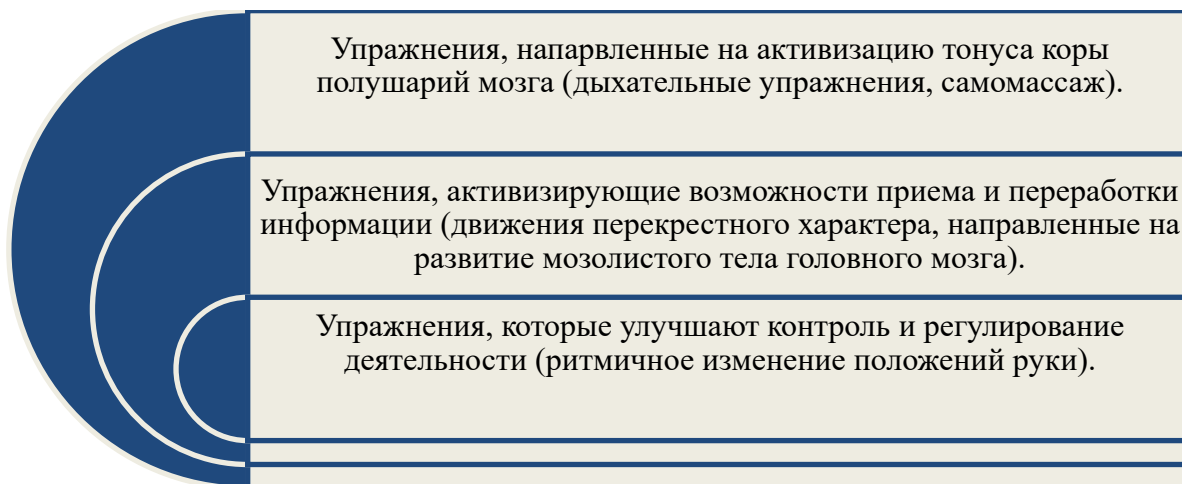 Упражнения, напарвленные на активизацию тонуса коры
полушарий мозга (дыхательные упражнения, самомассаж).
Упражнения, активизирующие возможности приема и переработки
информации (движения перекрестного характера, направленные на
развитие мозолистого тела головного мозга).
Упражнения, которые улучшают контроль и регулирование
деятельности (ритмичное изменение положений руки).